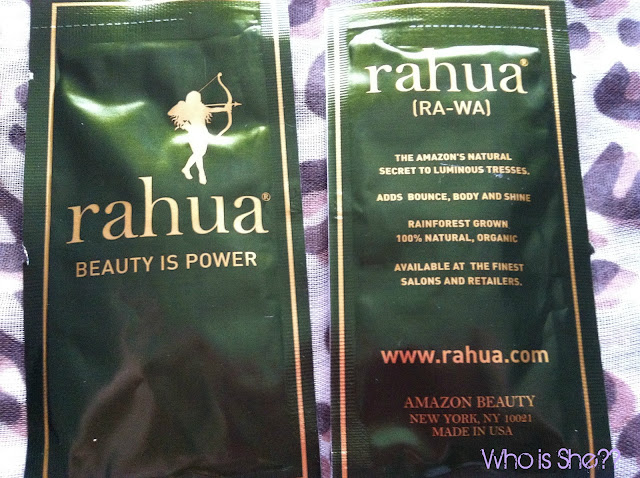 rahua®
BEAUTY IS POWER
rahua®
(RA-WA)
THE AMAZON'S NATURAL
SECRET TO LUMINOUS TRESSES.
ADDS BOUNCE, BODY AND SHINE
RAINFOREST GROWN
100% NATURAL, ORGANIC
AVAILABLE AT THE FINEST
SALONS AND RETAILERS.
www.rahua.com
AMAZON BEAUTY
NEW YORK, NY 10021
MADE IN USA
Who is She??